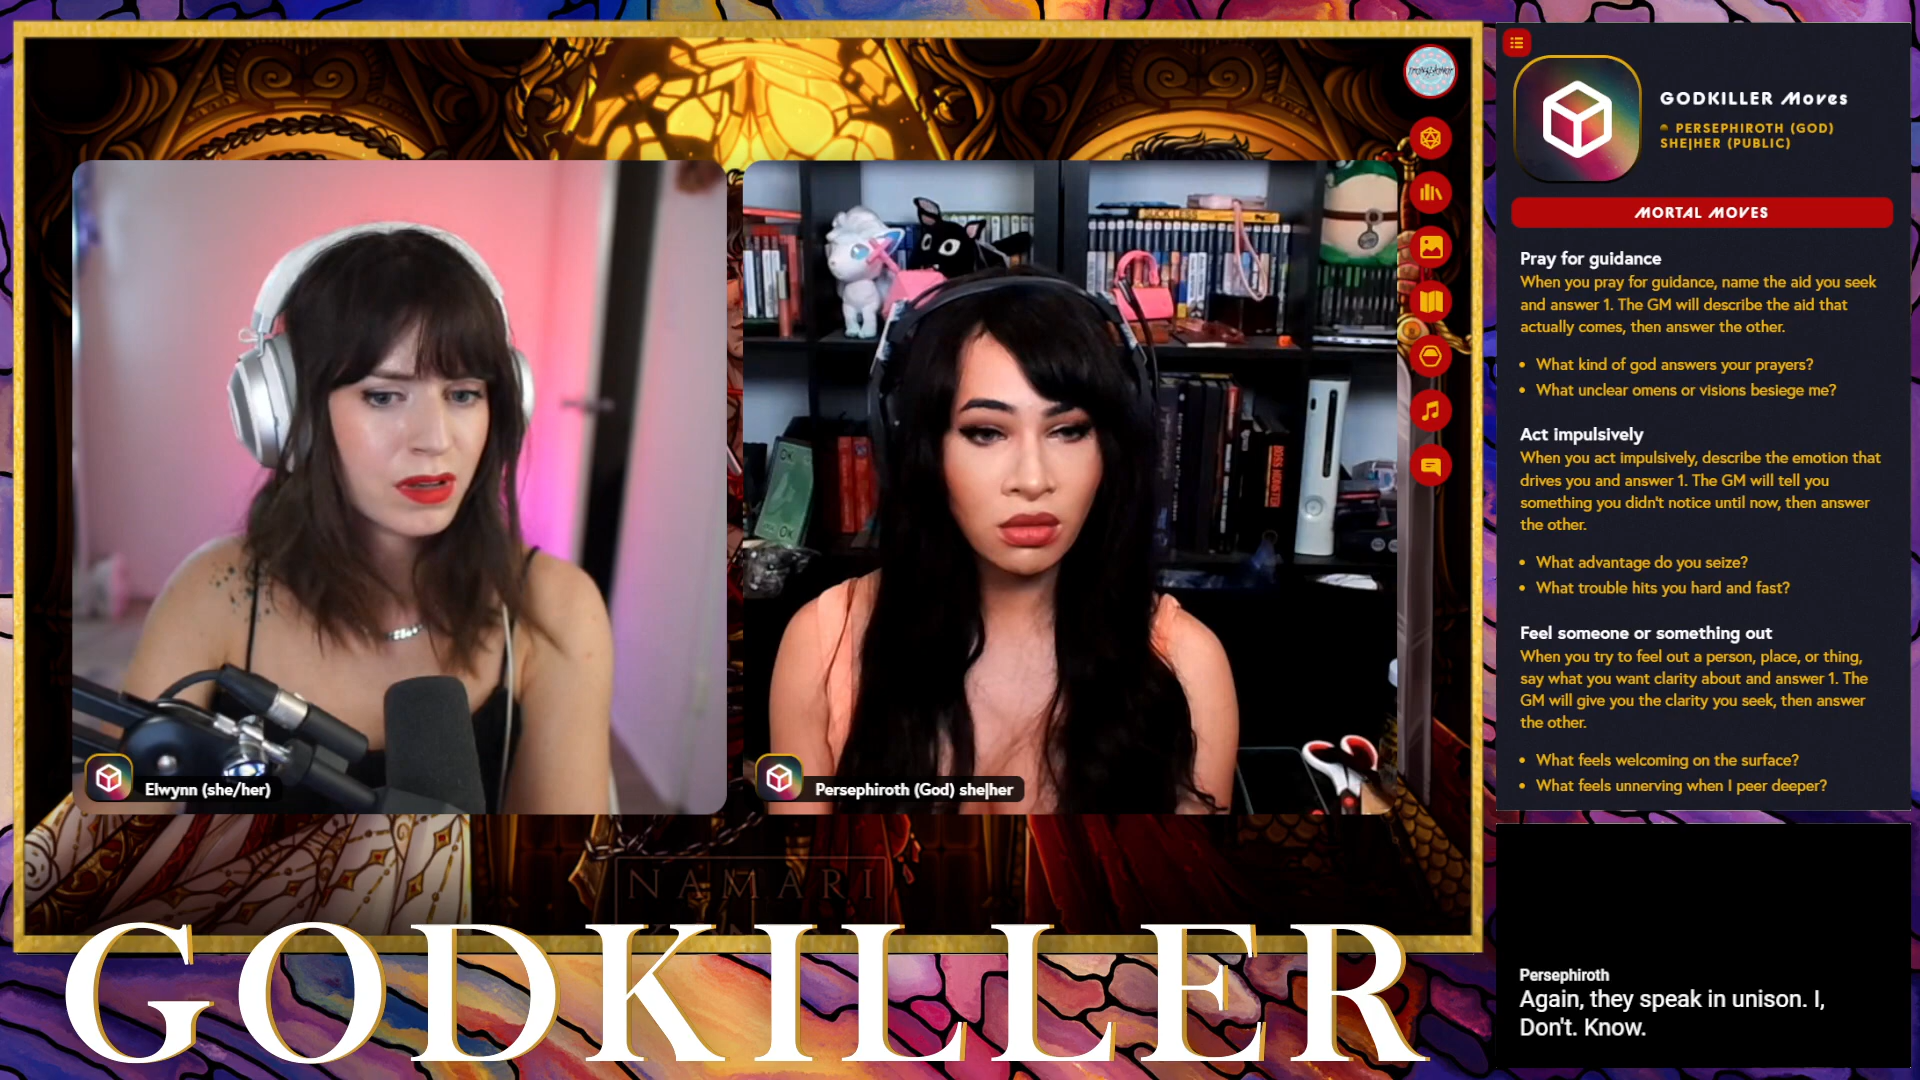 GODKILLER Moves
PERSEPHIROTH (GOD)
SHE|HER (PUBLIC)
MORTAL MOVES
Pray for guidance
When you pray for guidance, name the aid you seek
and answer 1. The GM will describe the aid that
actually comes, then answer the other.
• What kind of god answers your prayers?
• What unclear omens or visions besiege me?
Act impulsively
When you act impulsively, describe the emotion that
drives you and answer 1. The GM will tell you
something you didn't notice until now, then answer
the other.
• What advantage do you seize?
• What trouble hits you hard and fast?
Feel someone or something out
When you try to feel out a person, place, or thing,
say what you want clarity about and answer 1. The
GM will give you the clarity you seek, then answer
the other.
• What feels welcoming on the surface?
• What feels unnerving when I peer deeper?
SUCK LESS
BOSS MONSTER
OK
OK
Elwynn (she/her)
Persephiroth (God) she|her
NAMARI
GODKILLER
Persephiroth
Again, they speak in unison. I,
Don't. Know.